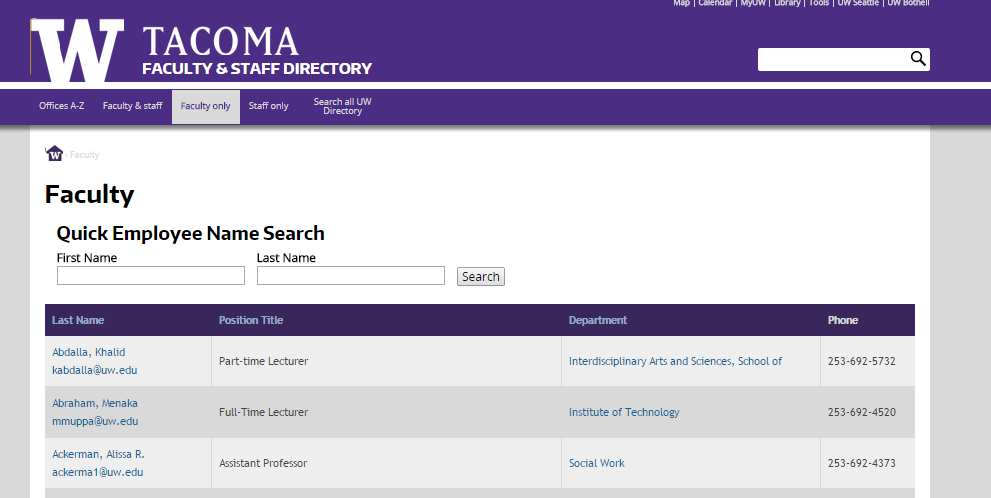 Map | Calendar | MyUW | Library | Tools | UW Seattle | UW Bothell
W TACOMA
FACULTY & STAFF DIRECTORY
Offices A-Z Faculty & staff Faculty only Staff only Search all UW Directory
W Faculty
Faculty
Quick Employee Name Search
First Name Last Name
Search
Last Name Position Title Department Phone
Abdalla, Khalid
kabdalla@uw.edu Part-time Lecturer Interdisciplinary Arts and Sciences, School of 253-692-5732
Abraham, Menaka
mmuppa@uw.edu Full-Time Lecturer Institute of Technology 253-692-4520
Ackerman, Alissa R.
ackerma1@uw.edu Assistant Professor Social Work 253-692-4373